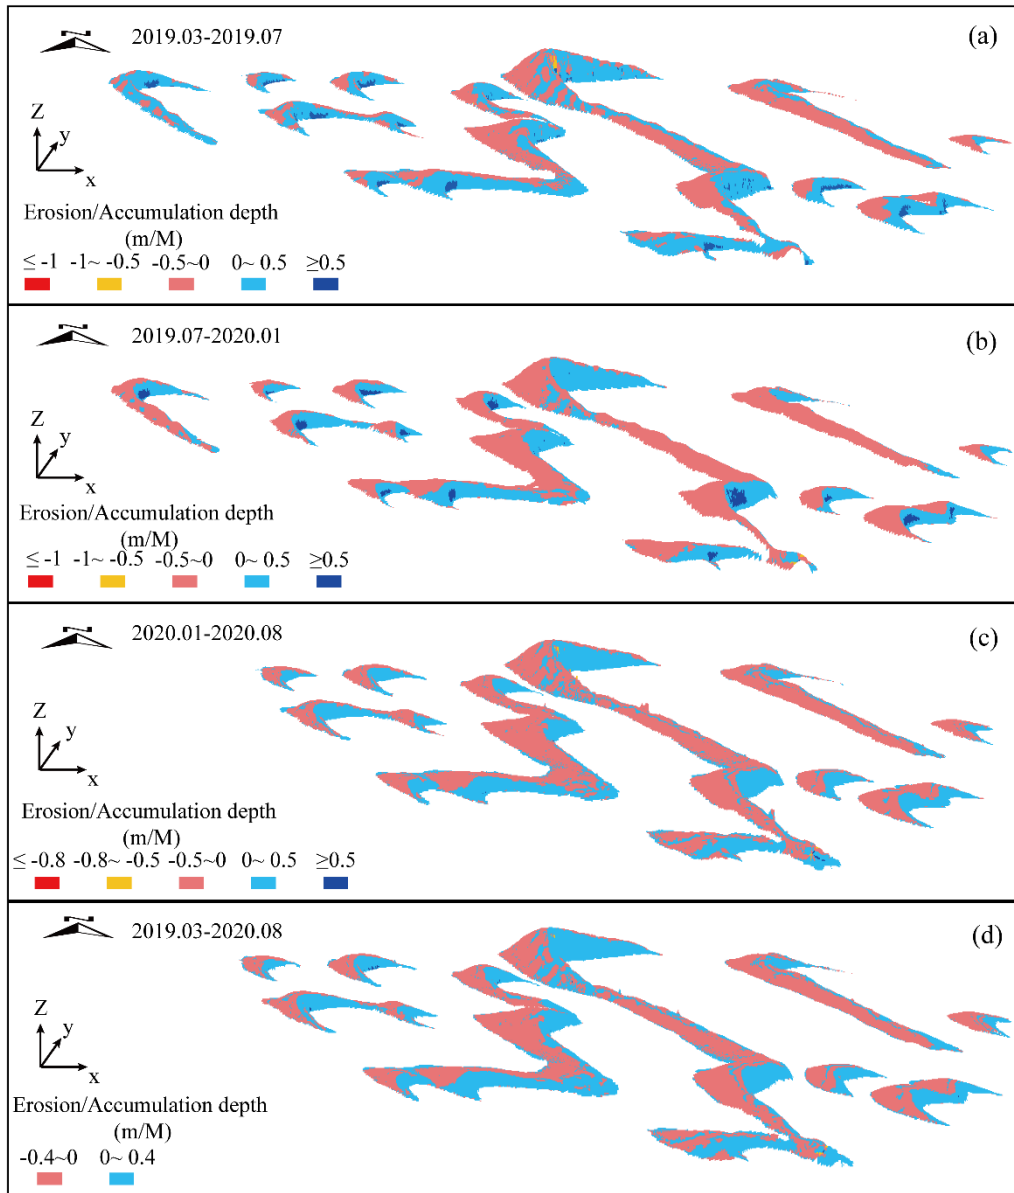 2019.03-2019.07
(a)
Z
y
x
Erosion/Accumulation depth
(m/M)
≤ -1 -1~ -0.5 -0.5~0 0~ 0.5 ≥0.5
2019.07-2020.01
(b)
Z
y
x
Erosion/Accumulation depth
(m/M)
≤ -1 -1~ -0.5 -0.5~0 0~ 0.5 ≥0.5
2020.01-2020.08
(c)
Z
y
x
Erosion/Accumulation depth
(m/M)
≤ -0.8 -0.8~ -0.5 -0.5~0 0~ 0.5 ≥0.5
2019.03-2020.08
(d)
Z
y
x
Erosion/Accumulation depth
(m/M)
-0.4~0 0~ 0.4